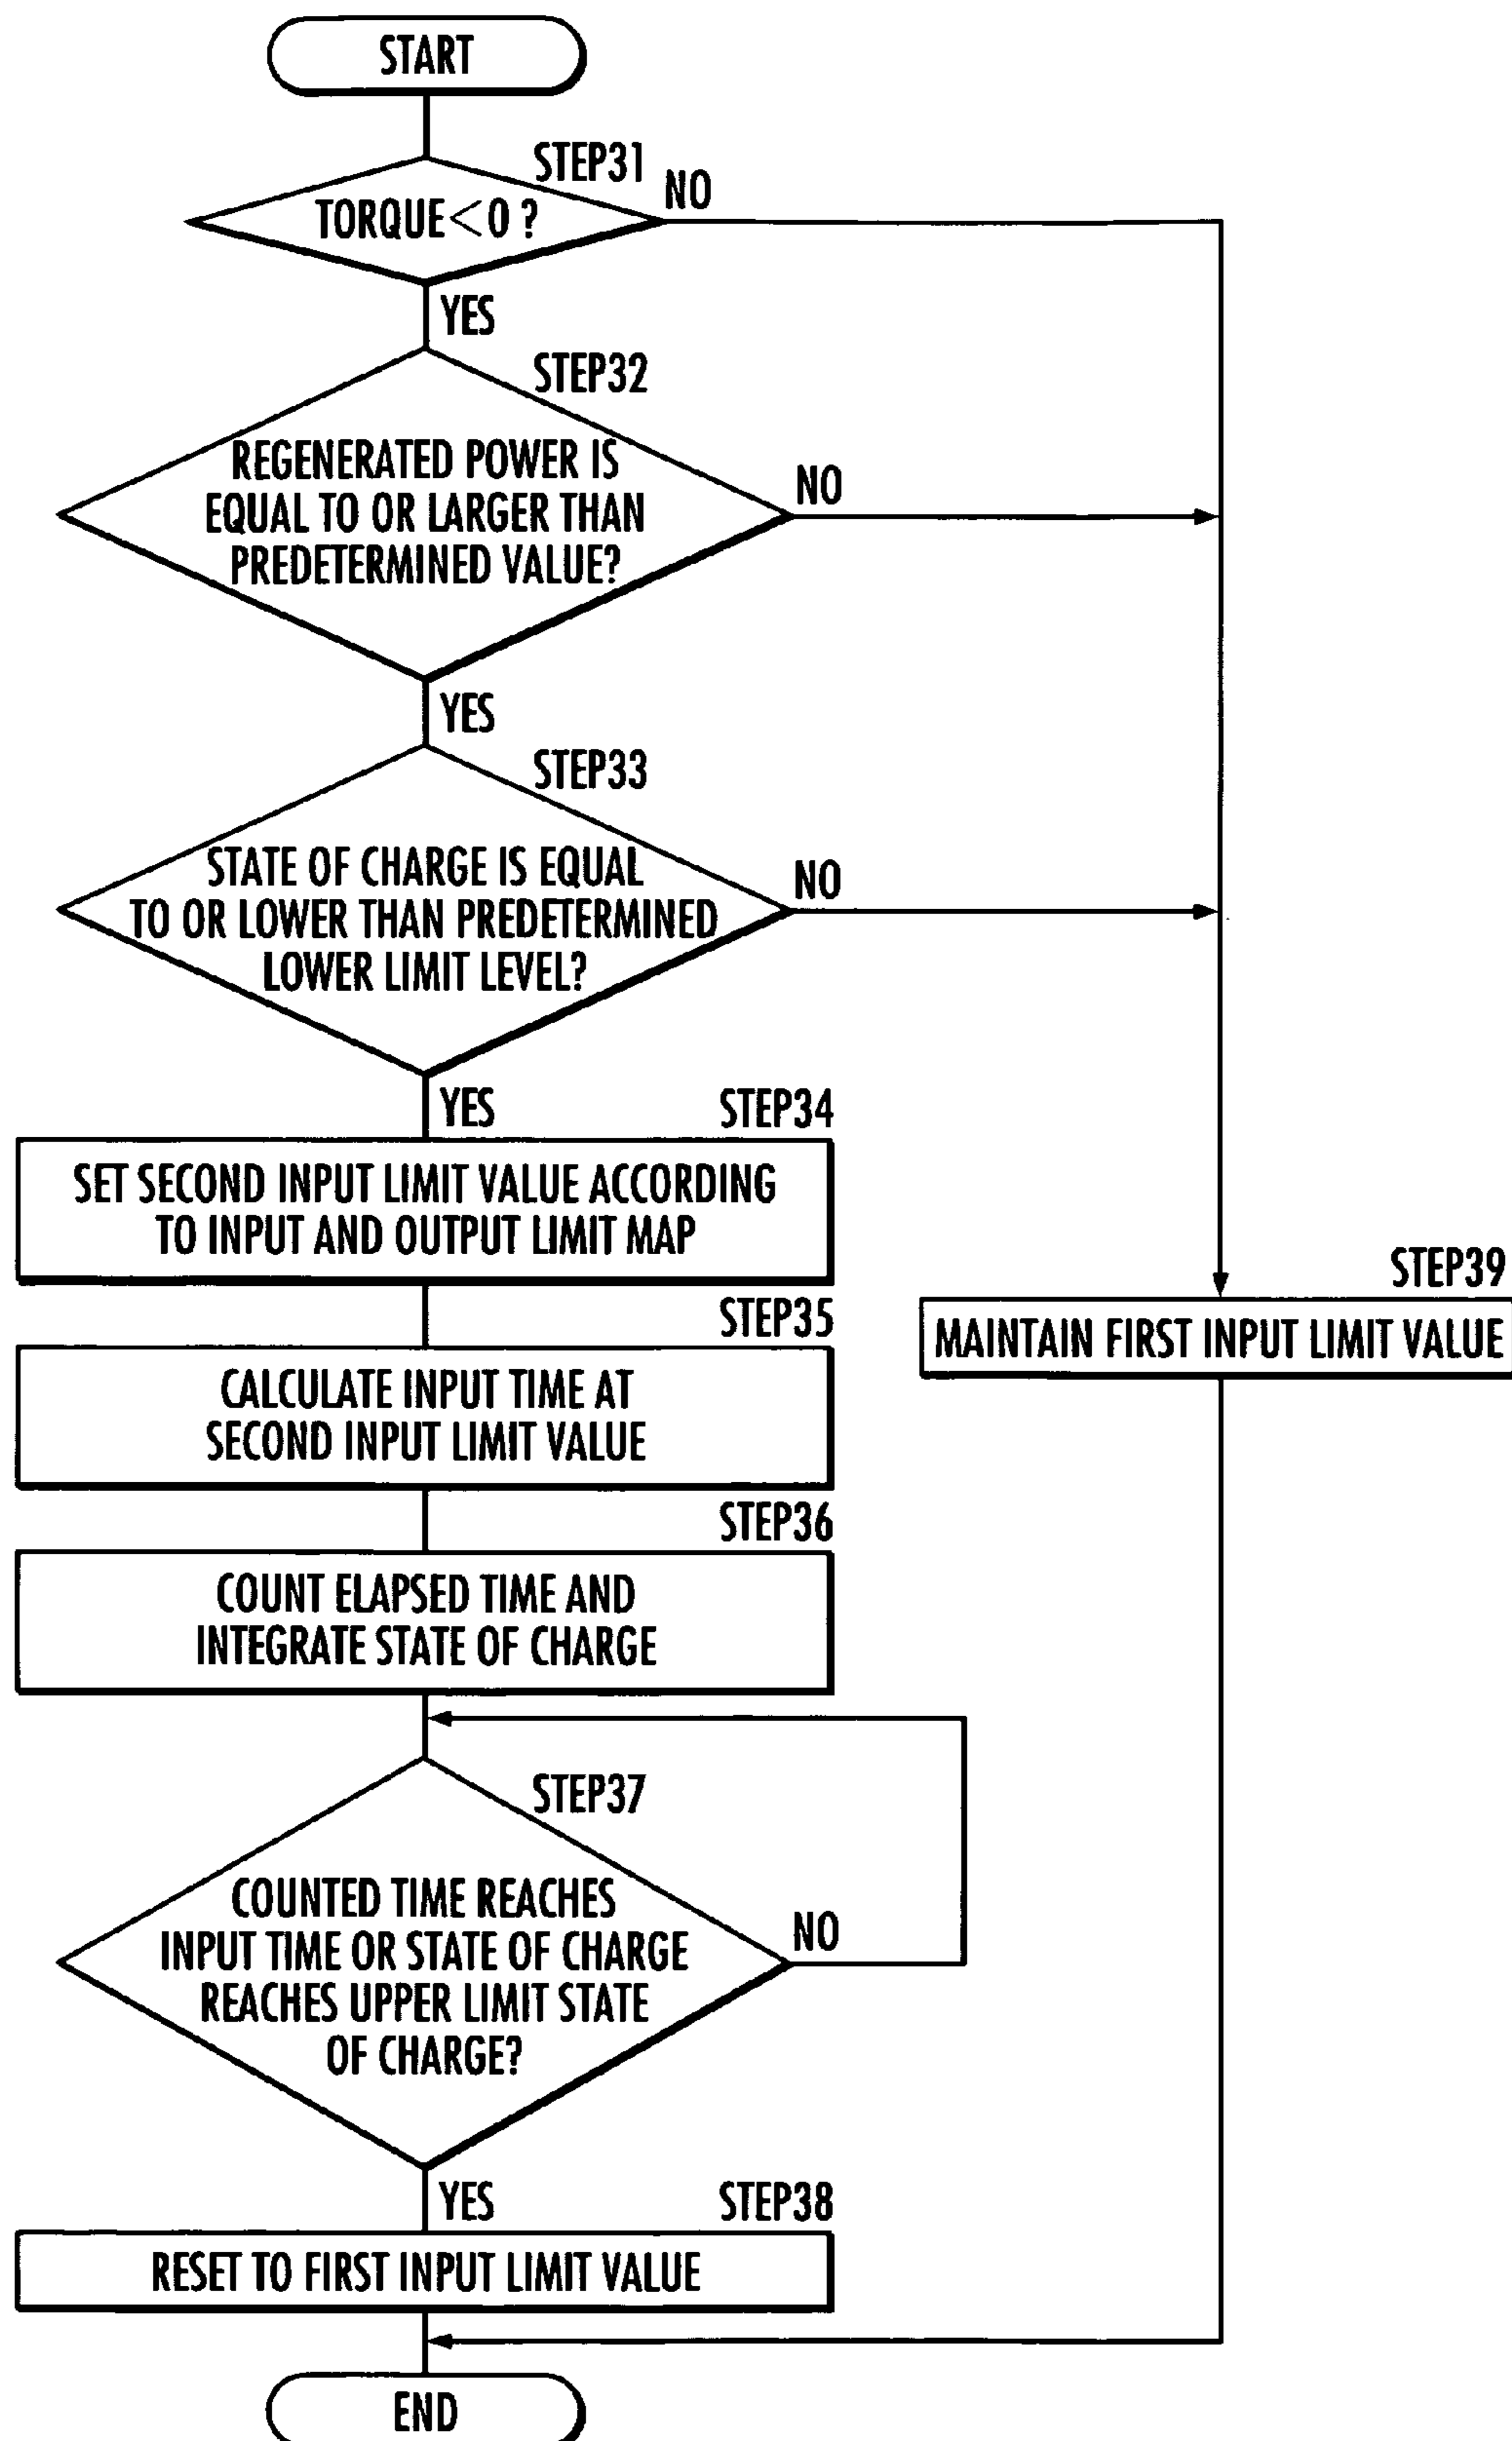 START
STEP31
TORQUE<0 ?
NO
YES
STEP32
REGENERATED POWER IS
EQUAL TO OR LARGER THAN
PREDETERMINED VALUE?
NO
YES
STEP33
STATE OF CHARGE IS EQUAL
TO OR LOWER THAN PREDETERMINED
LOWER LIMIT LEVEL?
NO
YES
STEP34
SET SECOND INPUT LIMIT VALUE ACCORDING
TO INPUT AND OUTPUT LIMIT MAP
STEP39
MAINTAIN FIRST INPUT LIMIT VALUE
STEP35
CALCULATE INPUT TIME AT
SECOND INPUT LIMIT VALUE
STEP36
COUNT ELAPSED TIME AND
INTEGRATE STATE OF CHARGE
STEP37
COUNTED TIME REACHES
INPUT TIME OR STATE OF CHARGE
REACHES UPPER LIMIT STATE
OF CHARGE?
NO
YES
STEP38
RESET TO FIRST INPUT LIMIT VALUE
END